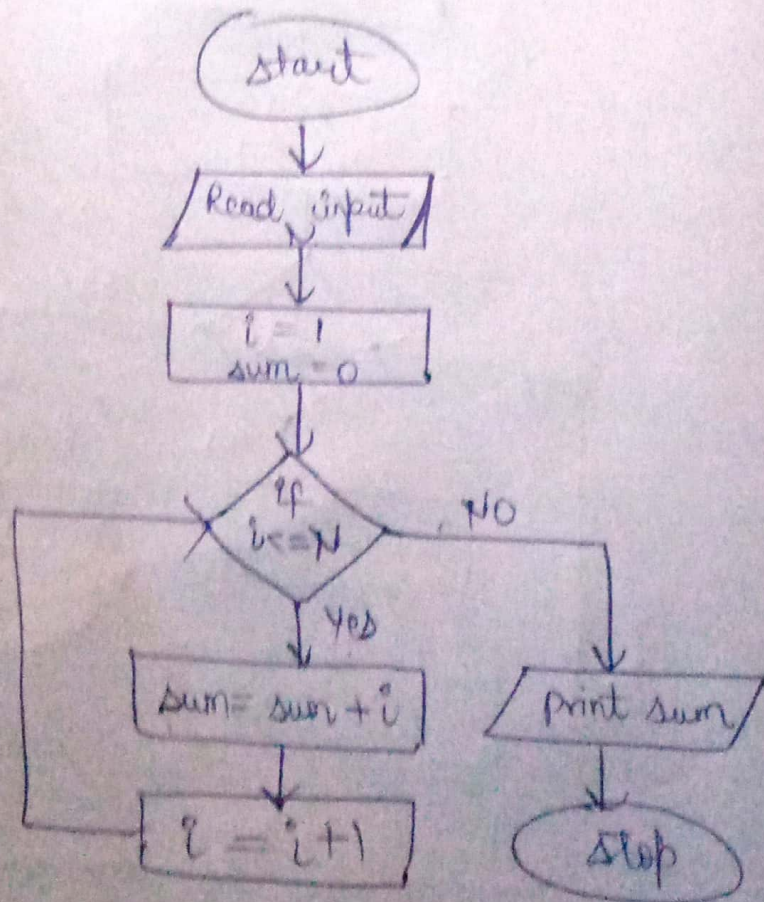 start
Read input
N
i = 1
sum = 0
if
i<=N
NO
yes
sum = sum + i
print sum
i = i+1
stop